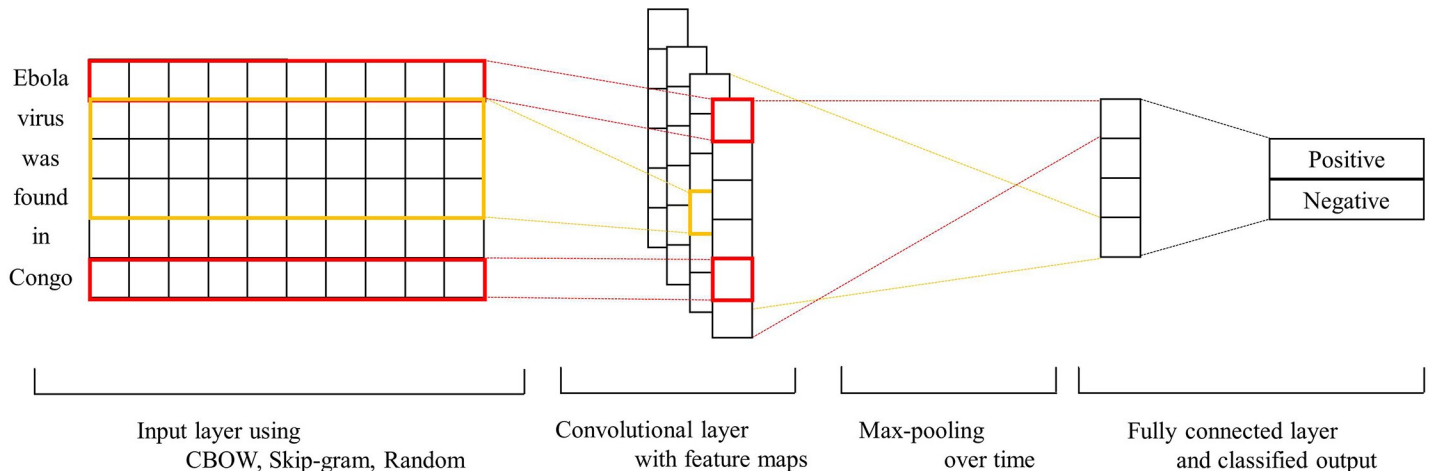 Ebola
virus
was
found
in
Congo
Positive
Negative
Input layer using
CBOW, Skip-gram, Random
Convolutional layer
with feature maps
Max-pooling
over time
Fully connected layer
and classified output